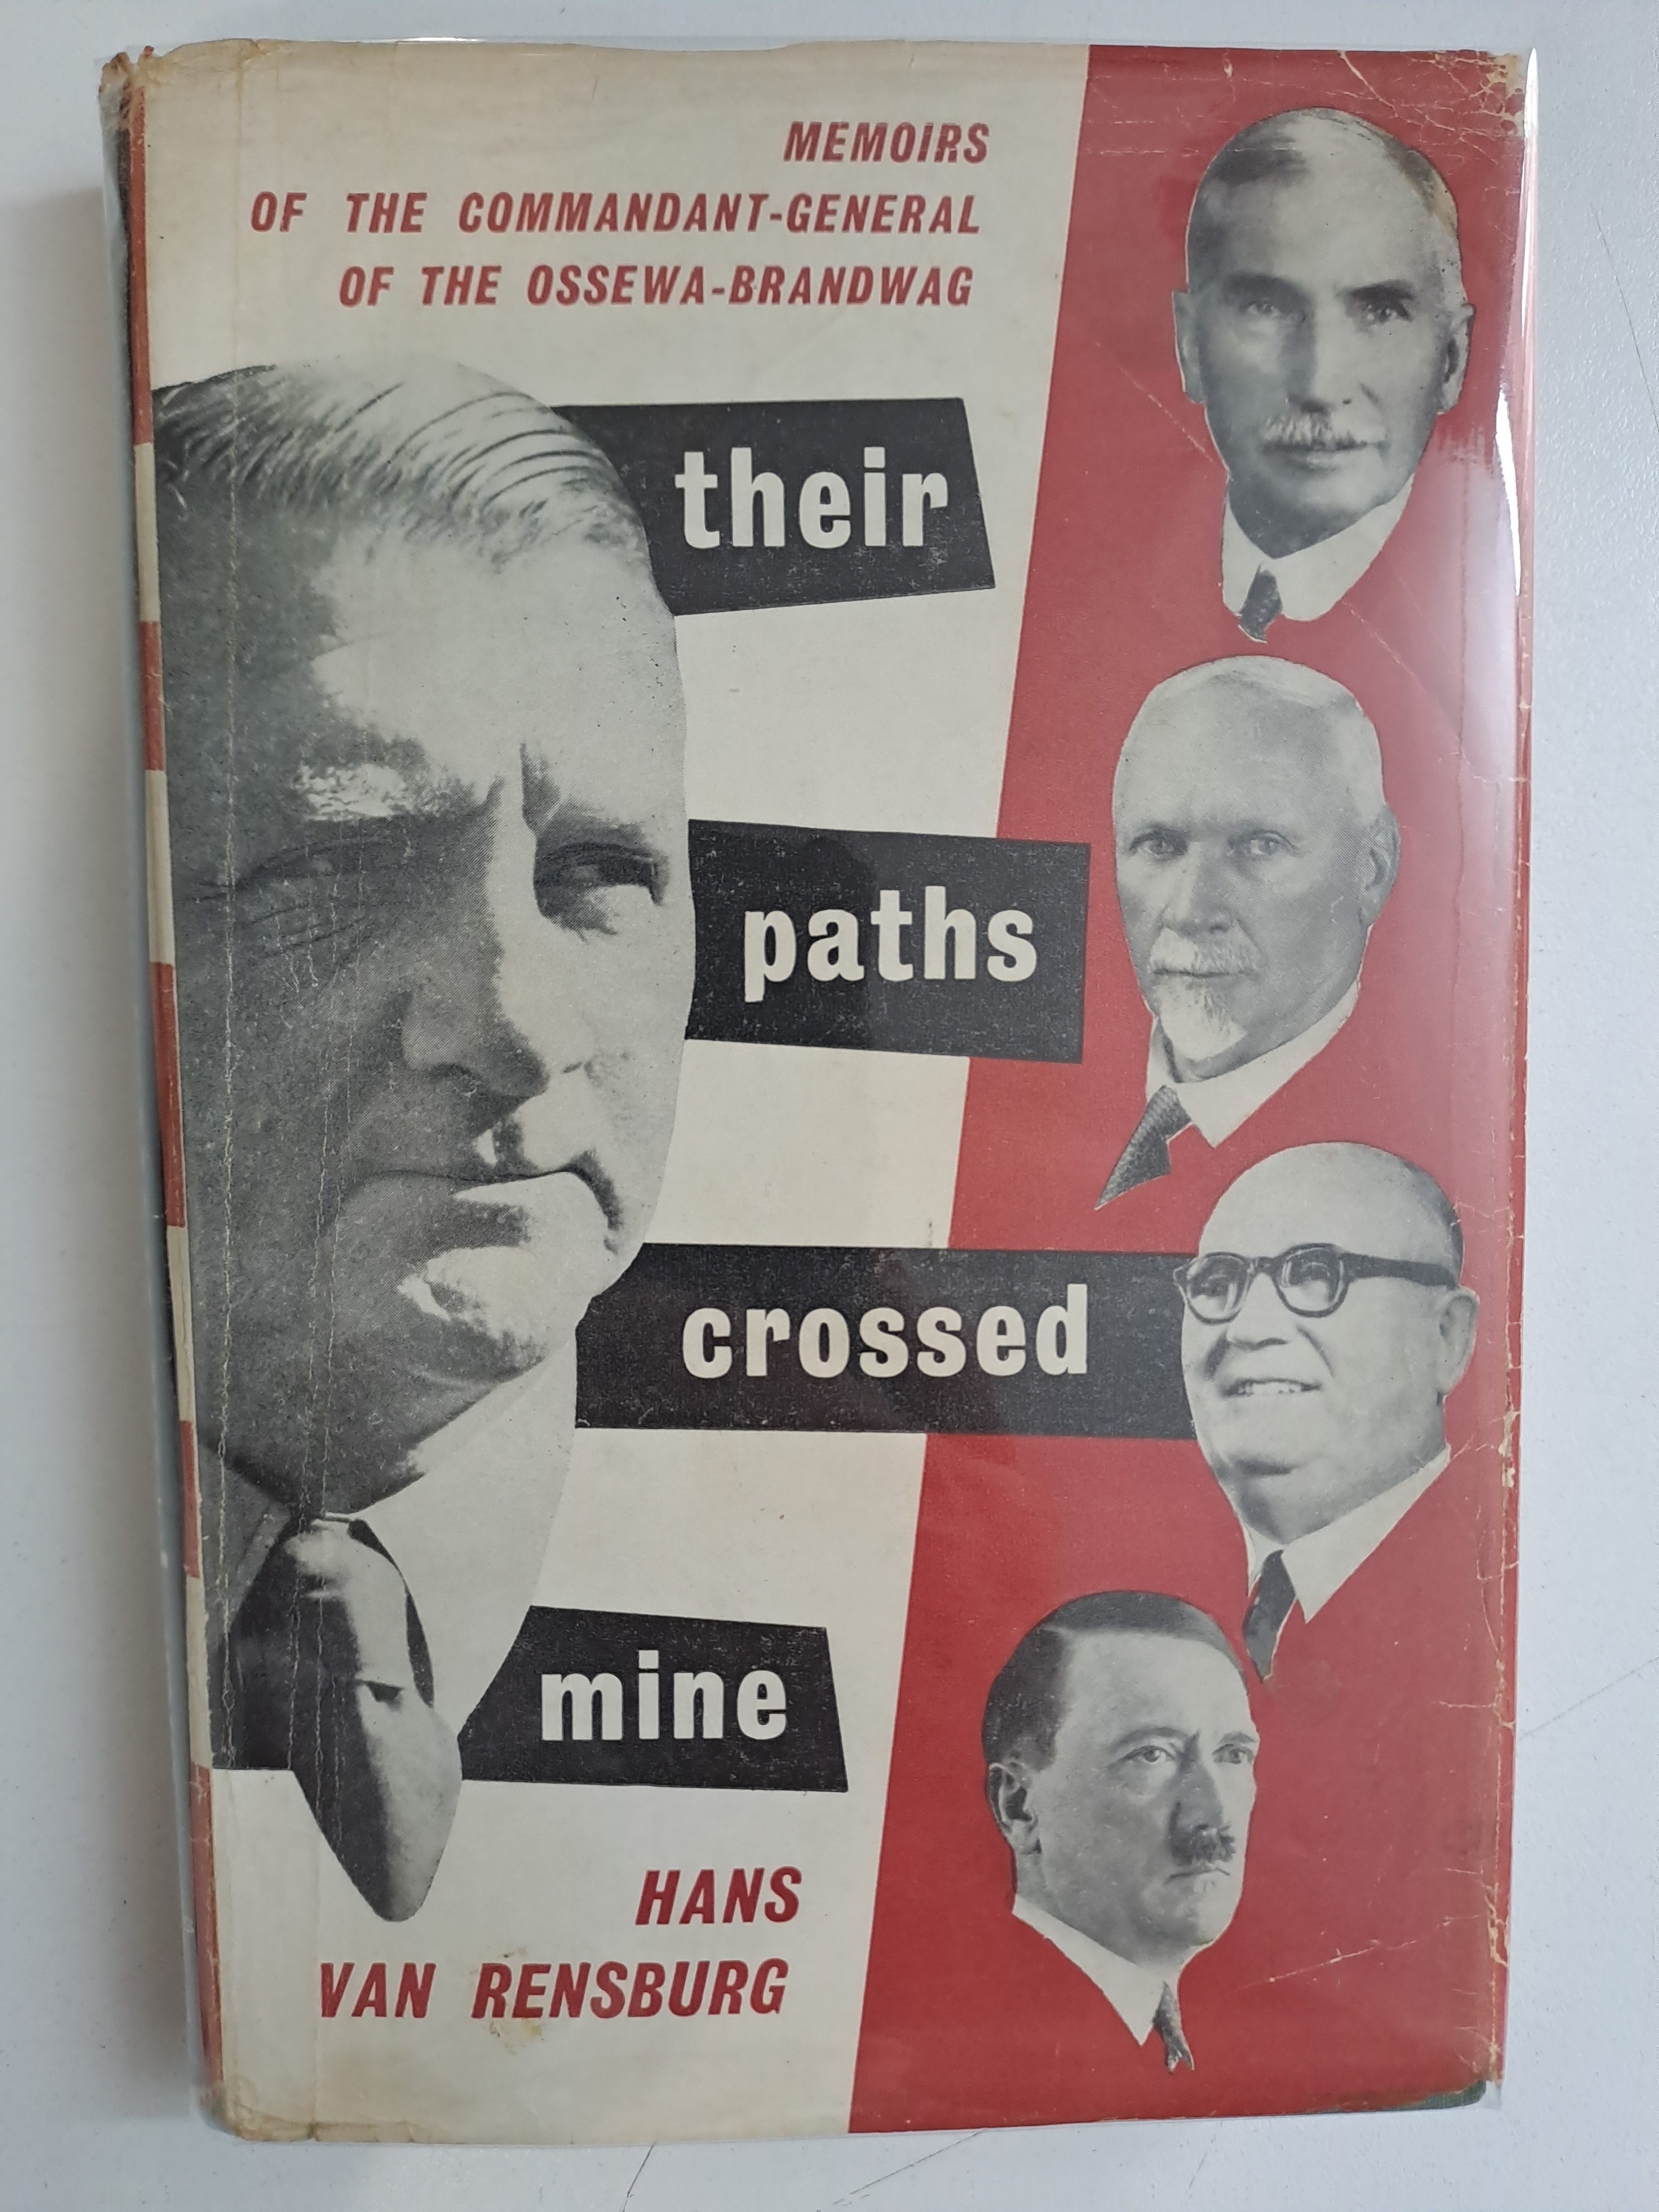 MEMOIRS
OF THE COMMANDANT-GENERAL
OF THE OSSEWA-BRANDWAG
their
paths
crossed
mine
HANS
VAN RENSBURG